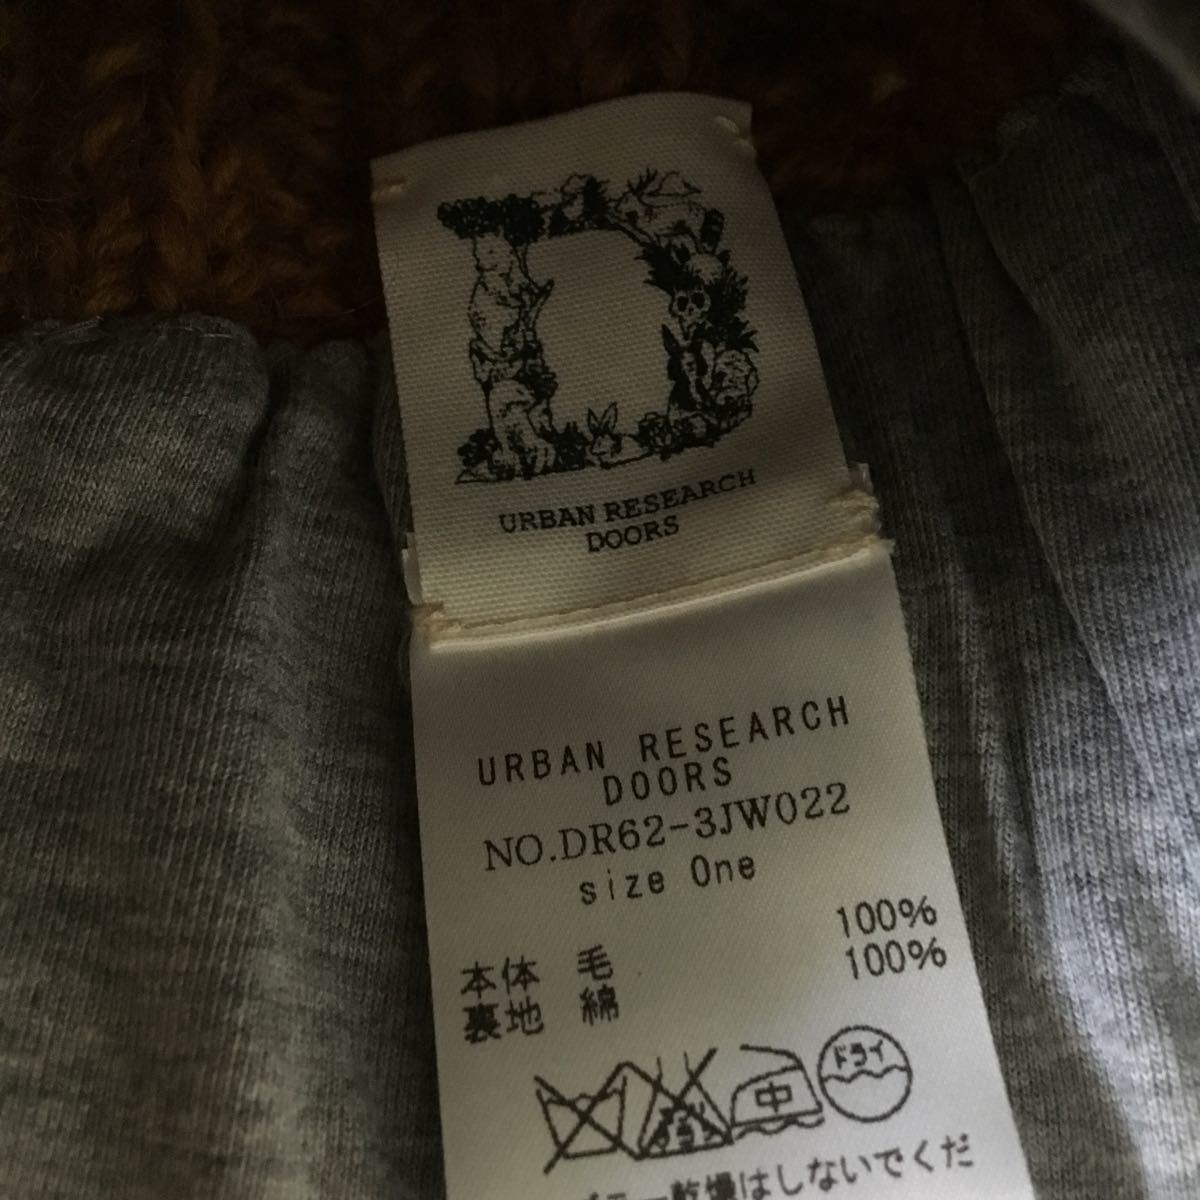 URBAN RESEARCH
DOORS
URBAN RESEARCH
DOORS
NO.DR62-3JW022
size One
本体 毛 100%
裏地 綿 100%
中 ドライ
乾燥はしないでくだ